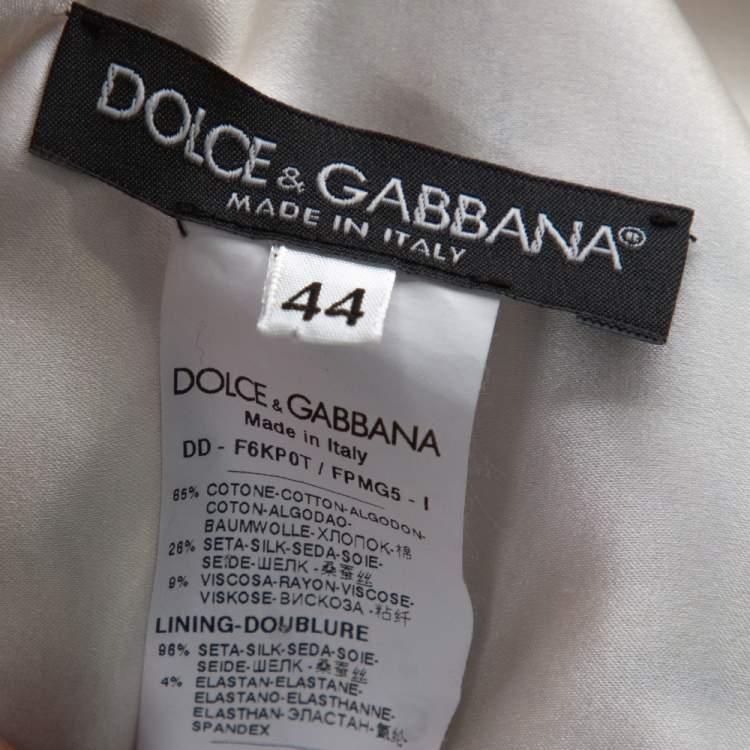 DOLCE & GABBANA®
MADE IN ITALY
44
DOLCE & GABBANA
Made in Italy
DD - F6KP0T / FPMG5 - I
65% COTONE-COTTON-ALGODON-
COTON-ALGODAO-
BAUMWOLLE-ХЛОПОК-棉
26% SETA-SILK-SEDA-SOIE-
SEIDE-ШЕЛК-桑蚕丝
9% VISCOSA-RAYON-VISCOSE-
VISKOSE-ВИСКОЗА-粘纤
LINING-DOUBLURE
96% SETA-SILK-SEDA-SOIE-
SEIDE-ШЕЛК-桑蚕丝
4% ELASTAN-ELASTANE-
ELASTANO-ELASTHANNE-
ELASTHAN-ЭЛАСТАН-氨纶-
SPANDEX